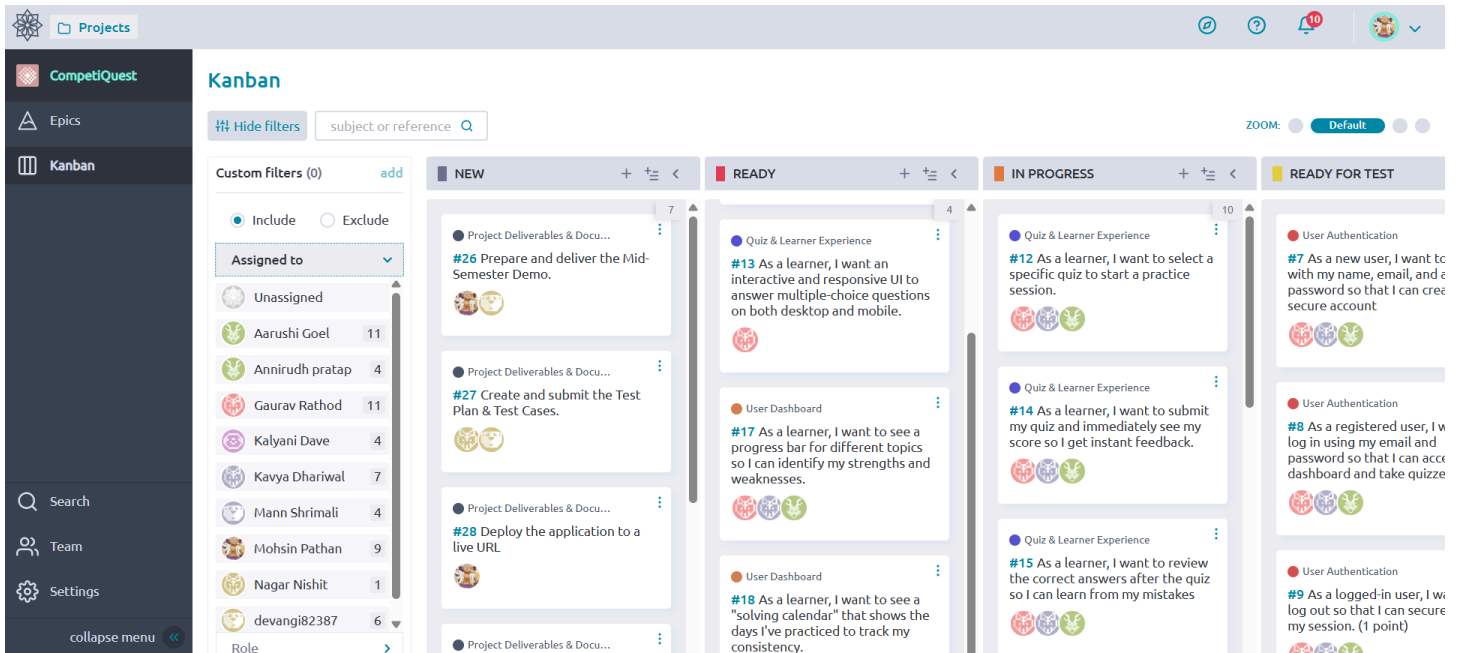 Projects
10
CompetiQuest
Epics
Kanban
Search
Team
Settings
collapse menu
Kanban
Hide filters
subject or reference
ZOOM:
Default
Custom filters (0)
add
Include
Exclude
Assigned to
Unassigned
Aarushi Goel 11
Annirudh pratap 4
Gaurav Rathod 11
Kalyani Dave 4
Kavya Dhariwal 7
Mann Shrimali 4
Mohsin Pathan 9
Nagar Nishit 1
devangi82387 6
Role
NEW
7
Project Deliverables & Docu...
#26 Prepare and deliver the Mid-
Semester Demo.
Project Deliverables & Docu...
#27 Create and submit the Test
Plan & Test Cases.
Project Deliverables & Docu...
#28 Deploy the application to a
live URL
Project Deliverables & Docu...
READY
4
Quiz & Learner Experience
#13 As a learner, I want an
interactive and responsive UI to
answer multiple-choice questions
on both desktop and mobile.
User Dashboard
#17 As a learner, I want to see a
progress bar for different topics
so I can identify my strengths and
weaknesses.
User Dashboard
#18 As a learner, I want to see a
"solving calendar" that shows the
days I've practiced to track my
consistency.
IN PROGRESS
10
Quiz & Learner Experience
#12 As a learner, I want to select a
specific quiz to start a practice
session.
Quiz & Learner Experience
#14 As a learner, I want to submit
my quiz and immediately see my
score so I get instant feedback.
Quiz & Learner Experience
#15 As a learner, I want to review
the correct answers after the quiz
so I can learn from my mistakes
READY FOR TEST
User Authentication
#7 As a new user, I want to
with my name, email, and a
password so that I can crea
secure account
User Authentication
#8 As a registered user, I w
log in using my email and
password so that I can acce
dashboard and take quizze
User Authentication
#9 As a logged-in user, I wa
log out so that I can secure
my session. (1 point)